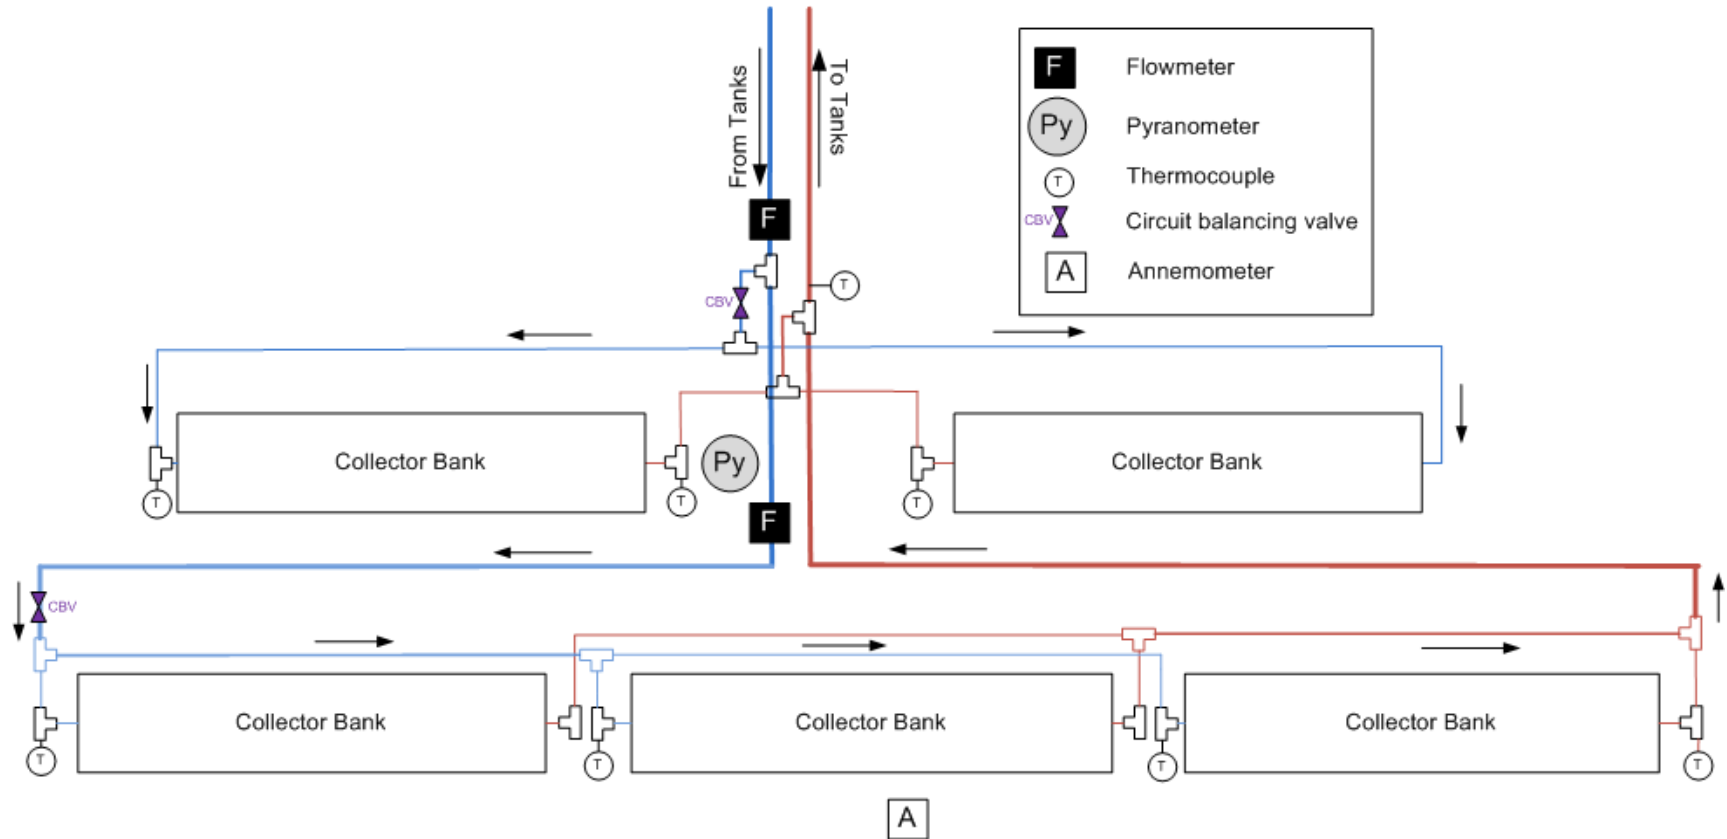 From Tanks
To Tanks
F
Flowmeter
Py
Pyranometer
T
Thermocouple
CBV
Circuit balancing valve
A
Annemometer
F
T
CBV
Collector Bank
Py
Collector Bank
T
T
T
F
CBV
Collector Bank
Collector Bank
Collector Bank
T
T
T
T
A